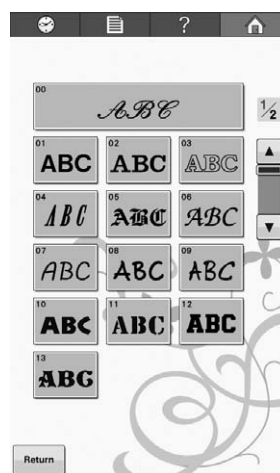 ?
00
ABC
1/2
01 02 03
ABC ABC ABC
04 05 06
ABC ABC ABC
07 08 09
ABC ABC ABC
10 11 12
ABC ABC ABC
13
ABC
Return